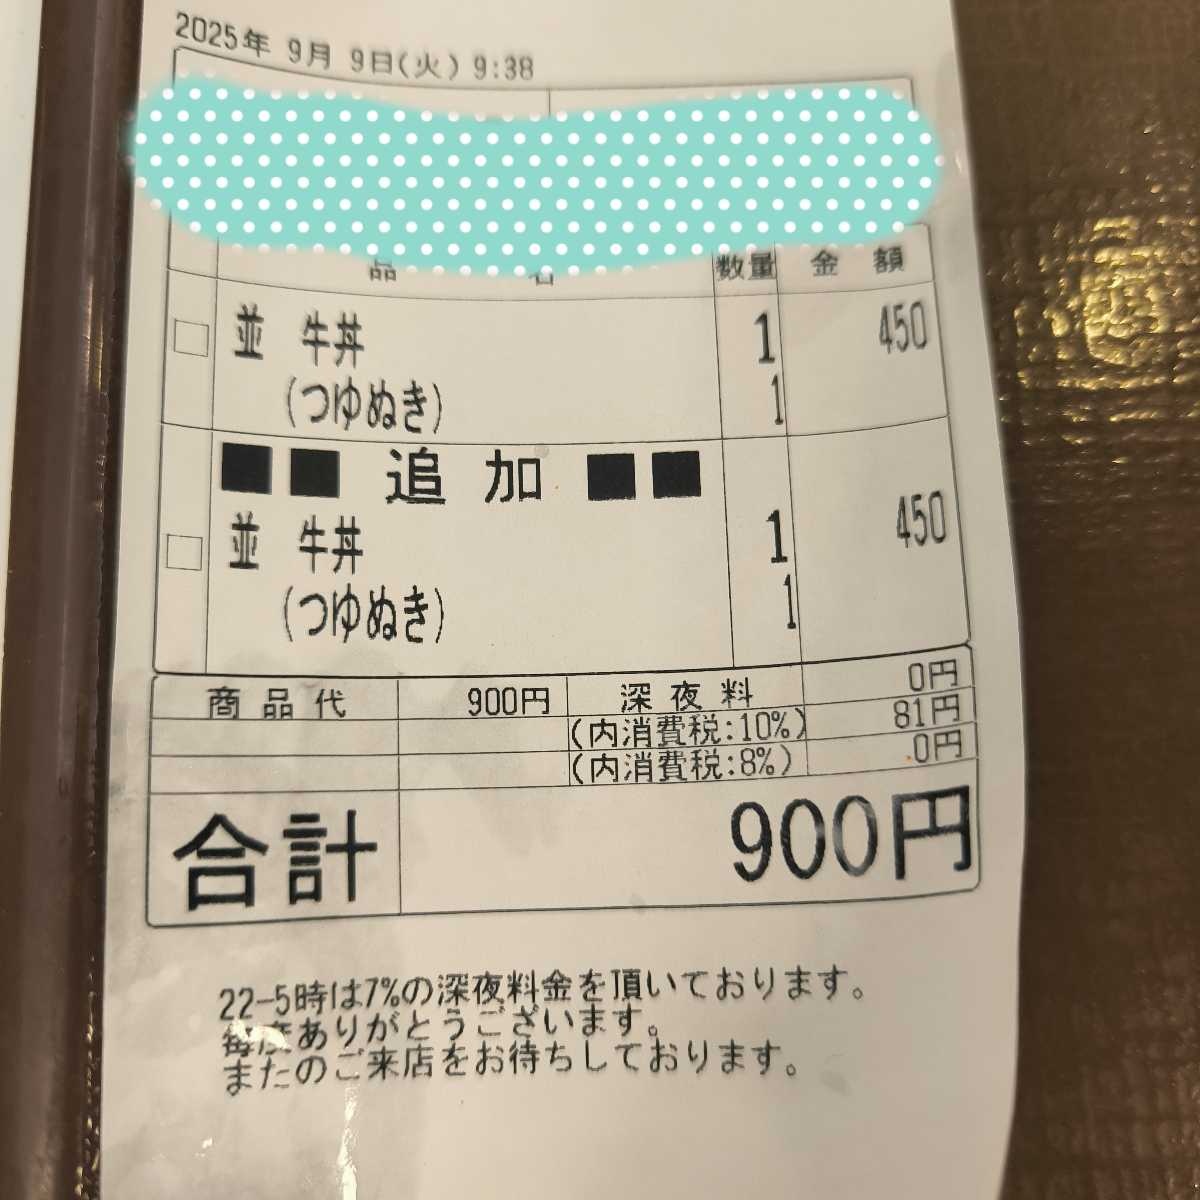 2025年 9月 9日(火) 9:38
品 名 数量 金 額
並 牛丼 1 450
(つゆぬき) 1
■■ 追 加 ■■
並 牛丼 1 450
(つゆぬき) 1
商品代 900円 深夜料 0円
(内消費税:10%) 81円
(内消費税:8%) 0円
合計 900円
22-5時は7%の深夜料金を頂いております。
毎度ありがとうございます。
またのご来店をお待ちしております。